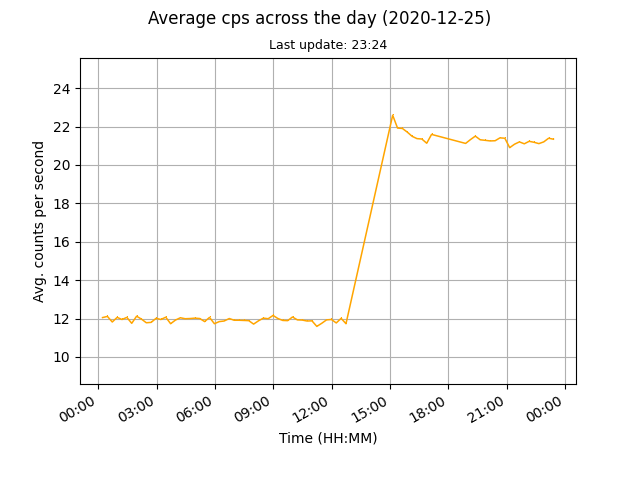 Average cps across the day (2020-12-25)
Last update: 23:24
24
22
20
18
16
14
12
10
Avg. counts per second
00:00 03:00 06:00 09:00 12:00 15:00 18:00 21:00 00:00
Time (HH:MM)